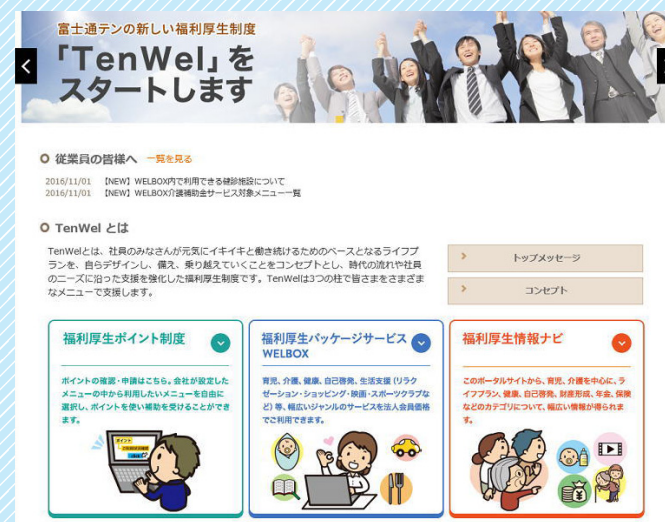 富士通テンの新しい福利厚生制度
「TenWel」を
スタートします
従業員の皆様へ 一覧を見る
2016/11/01 【NEW】WELBOX内で利用できる健診施設について
2016/11/01 【NEW】WELBOX介護補助金サービス対象メニュー一覧
TenWel とは
TenWelとは、社員のみなさんが元気にイキイキと働き続けるためのベースとなるライフプ
ランを、自らデザインし、備え、乗り越えていくことをコンセプトとし、時代の流れや社員
のニーズに沿った支援を強化した福利厚生制度です。TenWelは3つの柱で皆さまをさまざま
なメニューで支援します。
トップメッセージ
コンセプト
福利厚生ポイント制度
ポイントの確認・申請はこちら。会社が設定した
メニューの中から利用したいメニューを自由に
選択し、ポイントを使い補助を受けることができ
ます。
ポイント
福利厚生パッケージサービス
WELBOX
育児、介護、健康、自己啓発、生活支援（リラク
ゼーション・ショッピング・映画・スポーツクラブな
ど）等、幅広いジャンルのサービスを法人会員価格
でご利用できます。
福利厚生情報ナビ
このポータルサイトから、育児、介護を中心に、ラ
イフプラン、健康、自己啓発、財産形成、年金、保険
などのカテゴリについて、幅広い情報が得られま
す。